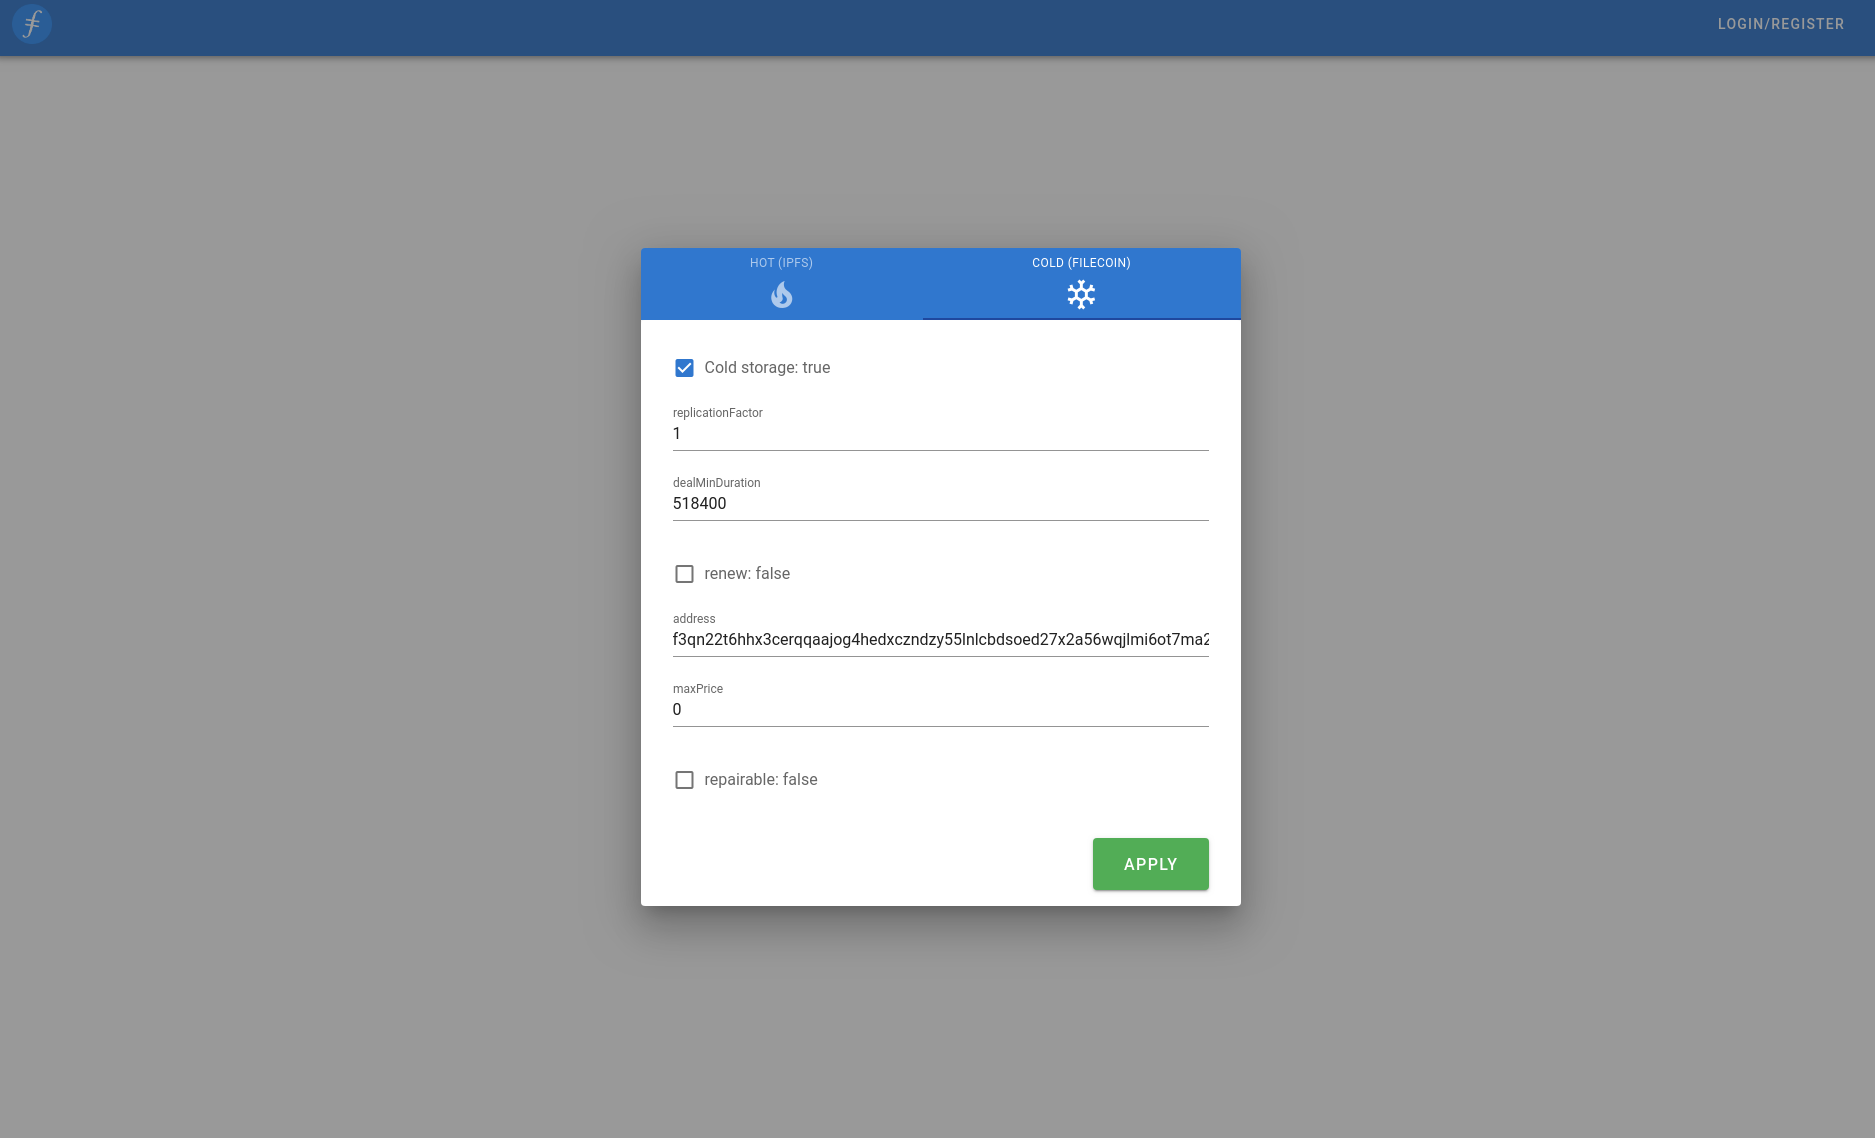 LOGIN/REGISTER
HOT (IPFS)
COLD (FILECOIN)
Cold storage: true
replicationFactor
1
dealMinDuration
518400
renew: false
address
f3qn22t6hhx3cerqqaajog4hedxczndzy55lnlcbdsoed27x2a56wqjlmi6ot7ma2
maxPrice
0
repairable: false
APPLY